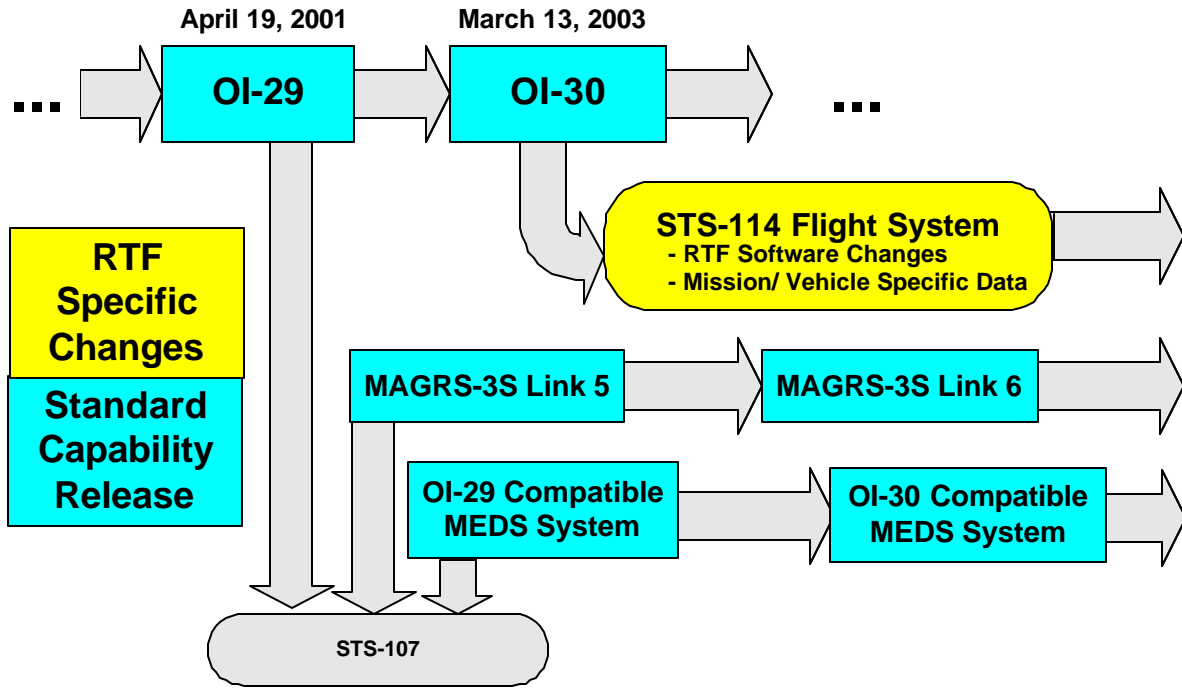 April 19, 2001
March 13, 2003
...
OI-29
OI-30
...
STS-114 Flight System
- RTF Software Changes
- Mission/ Vehicle Specific Data
RTF
Specific
Changes
Standard
Capability
Release
MAGRS-3S Link 5
MAGRS-3S Link 6
OI-29 Compatible
MEDS System
OI-30 Compatible
MEDS System
STS-107